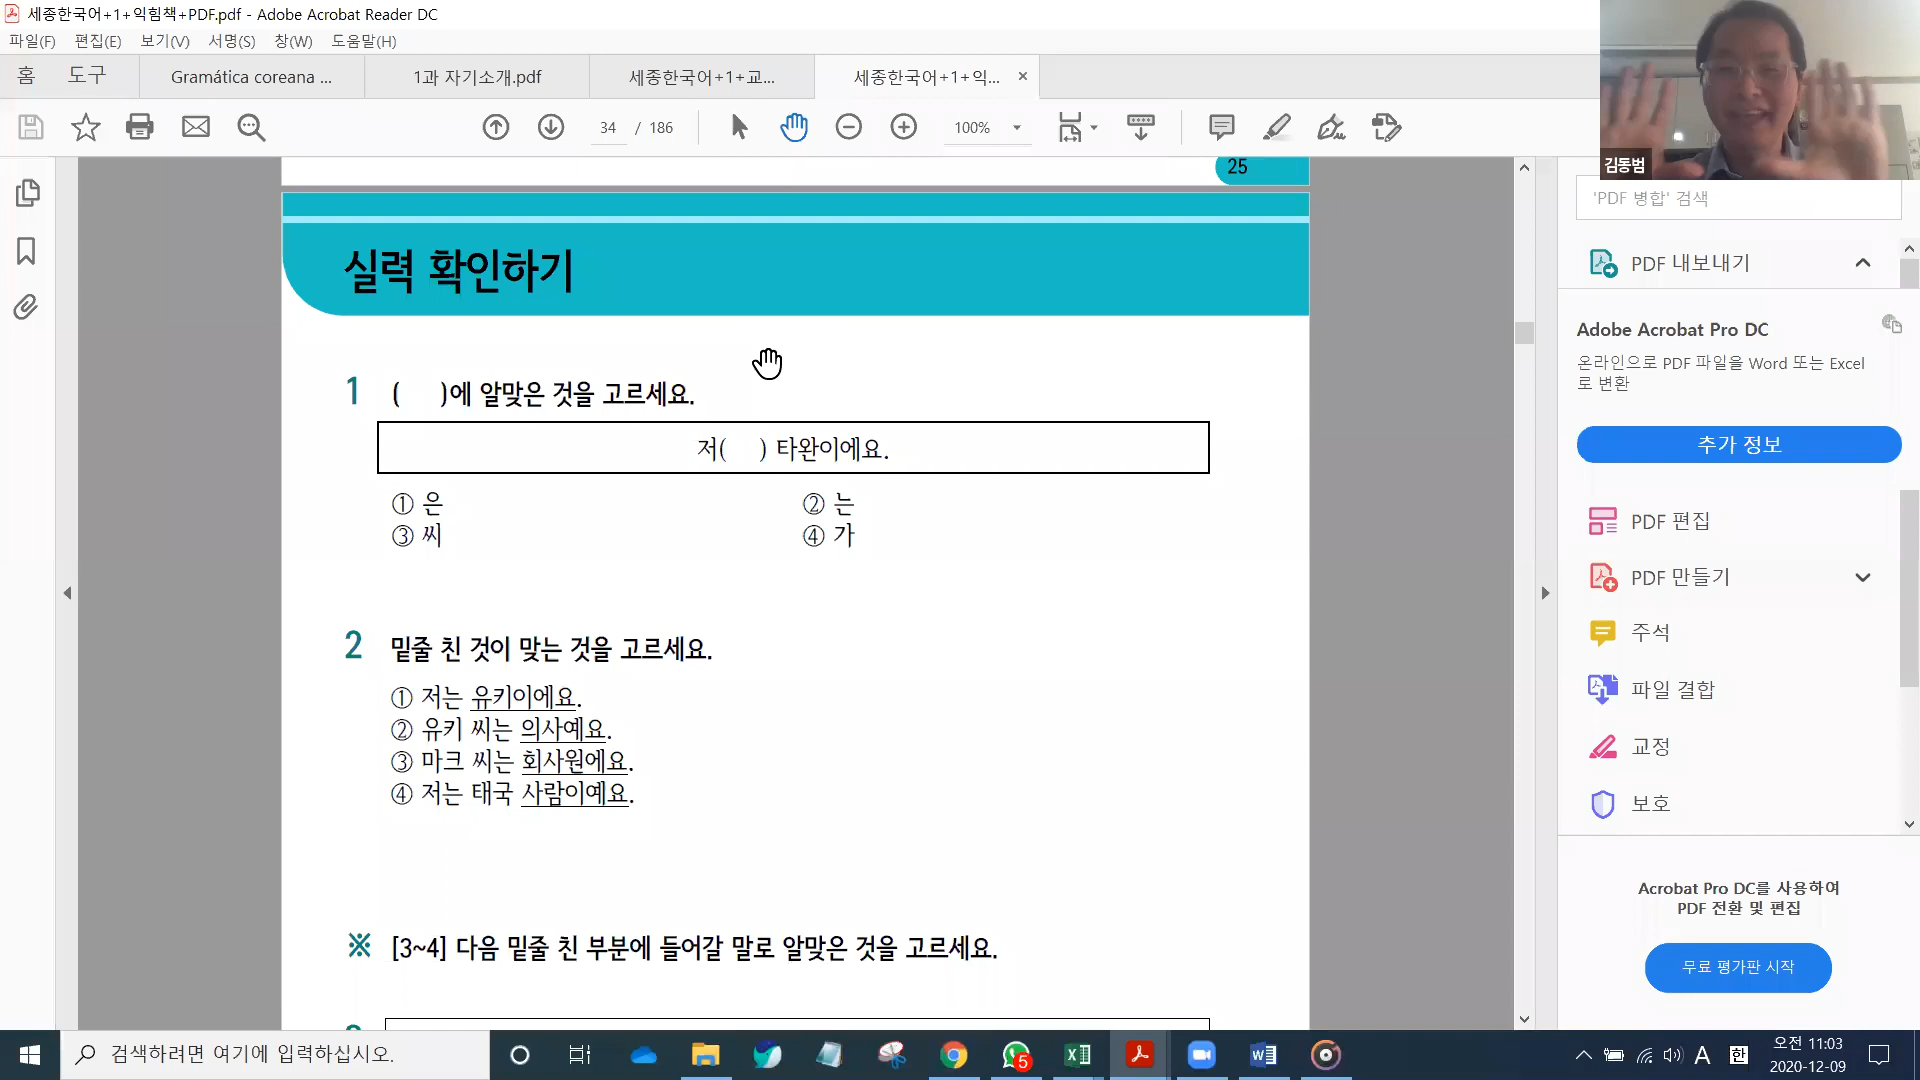 세종한국어+1+익힘책+PDF.pdf - Adobe Acrobat Reader DC
파일(F) 편집(E) 보기(V) 서명(S) 창(W) 도움말(H)
홈 도구 Gramática coreana ... 1과 자기소개.pdf 세종한국어+1+교... 세종한국어+1+익... ×
34 / 186 100%
김동범
25
실력 확인하기
1 ( )에 알맞은 것을 고르세요.
저( ) 타완이에요.
① 은 ② 는
③ 씨 ④ 가
2 밑줄 친 것이 맞는 것을 고르세요.
① 저는 유키이에요.
② 유키 씨는 의사예요.
③ 마크 씨는 회사원에요.
④ 저는 태국 사람이예요.
※ [3~4] 다음 밑줄 친 부분에 들어갈 말로 알맞은 것을 고르세요.
'PDF 병합' 검색
PDF 내보내기
Adobe Acrobat Pro DC
온라인으로 PDF 파일을 Word 또는 Excel
로 변환
추가 정보
PDF 편집
PDF 만들기
주석
파일 결합
교정
보호
Acrobat Pro DC를 사용하여
PDF 전환 및 편집
무료 평가판 시작
검색하려면 여기에 입력하십시오.
5
A 한
오전 11:03
2020-12-09